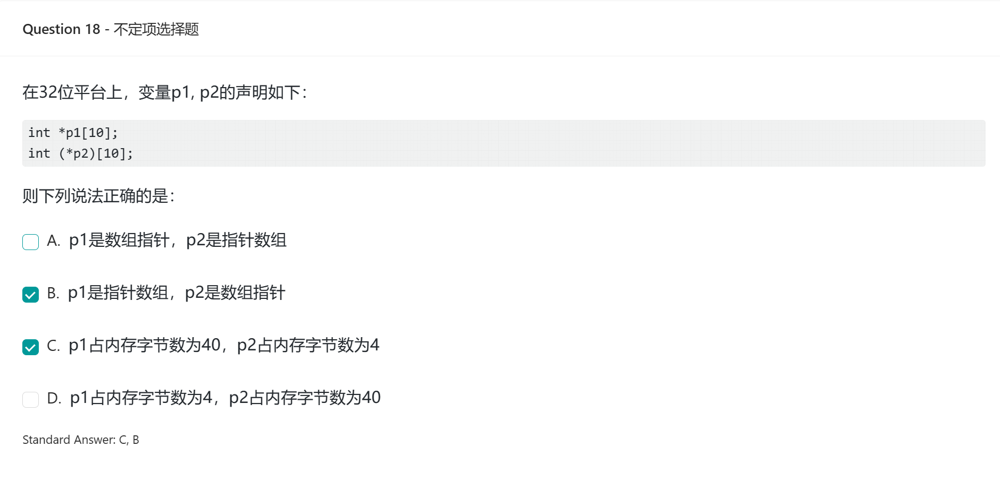 Question 18 - 不定项选择题
在32位平台上，变量p1, p2的声明如下：
int *p1[10];
int (*p2)[10];
则下列说法正确的是：
A. p1是数组指针，p2是指针数组
B. p1是指针数组，p2是数组指针
C. p1占内存字节数为40，p2占内存字节数为4
D. p1占内存字节数为4，p2占内存字节数为40
Standard Answer: C, B